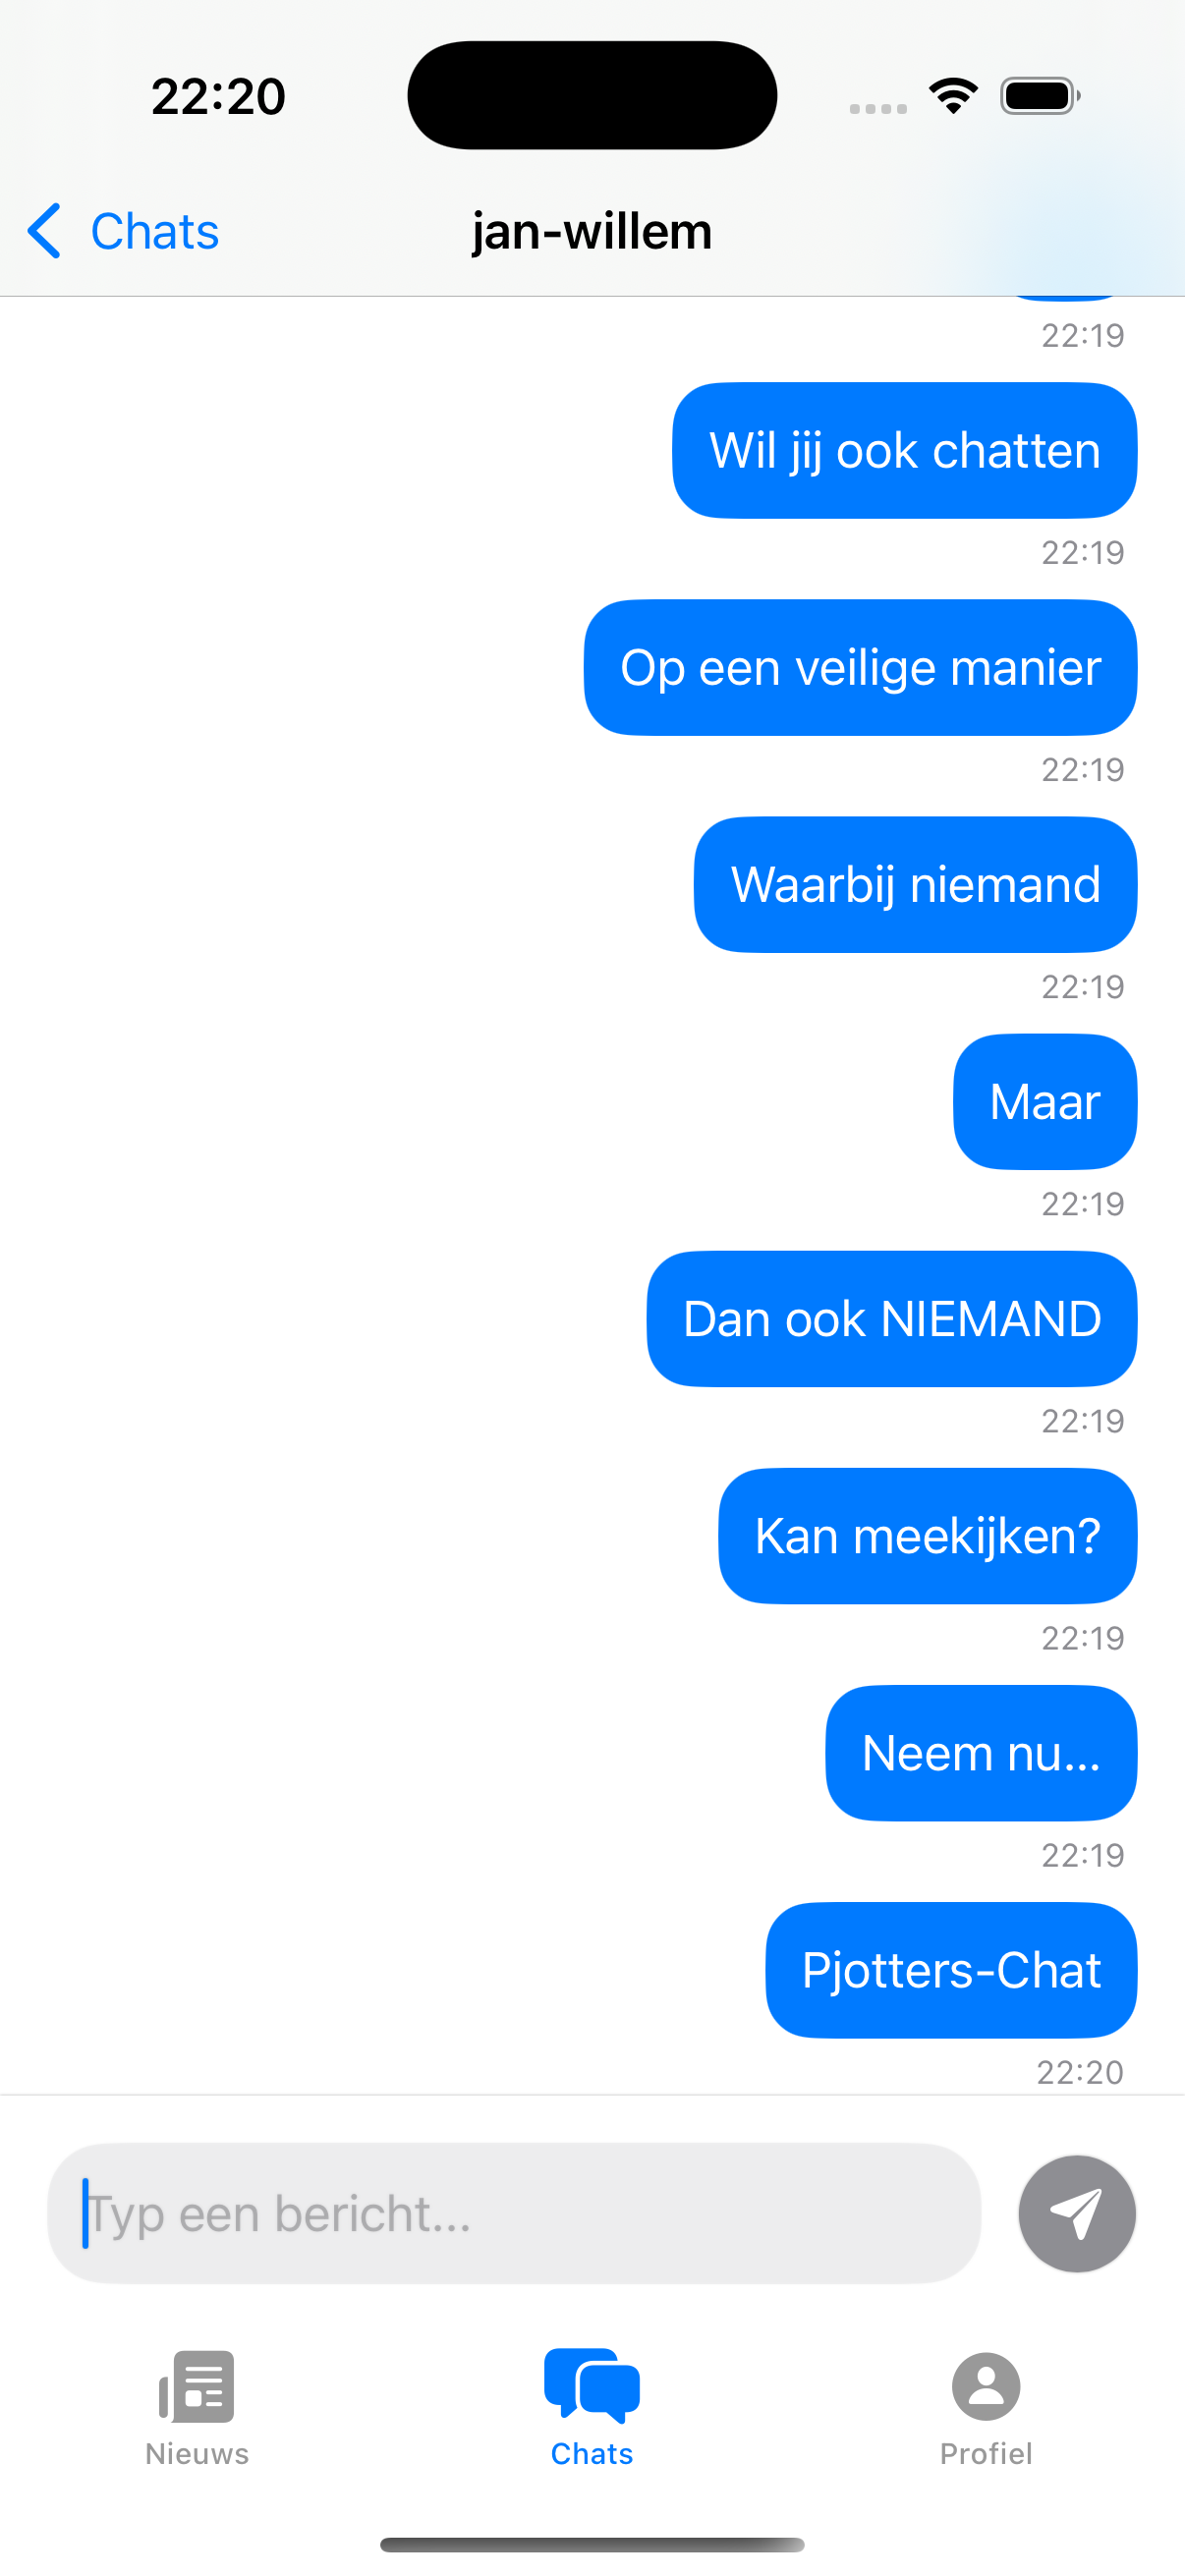 22:20
Chats
jan-willem
22:19
Wil jij ook chatten
22:19
Op een veilige manier
22:19
Waarbij niemand
22:19
Maar
22:19
Dan ook NIEMAND
22:19
Kan meekijken?
22:19
Neem nu...
22:19
Pjotters-Chat
22:20
Typ een bericht...
Nieuws
Chats
Profiel